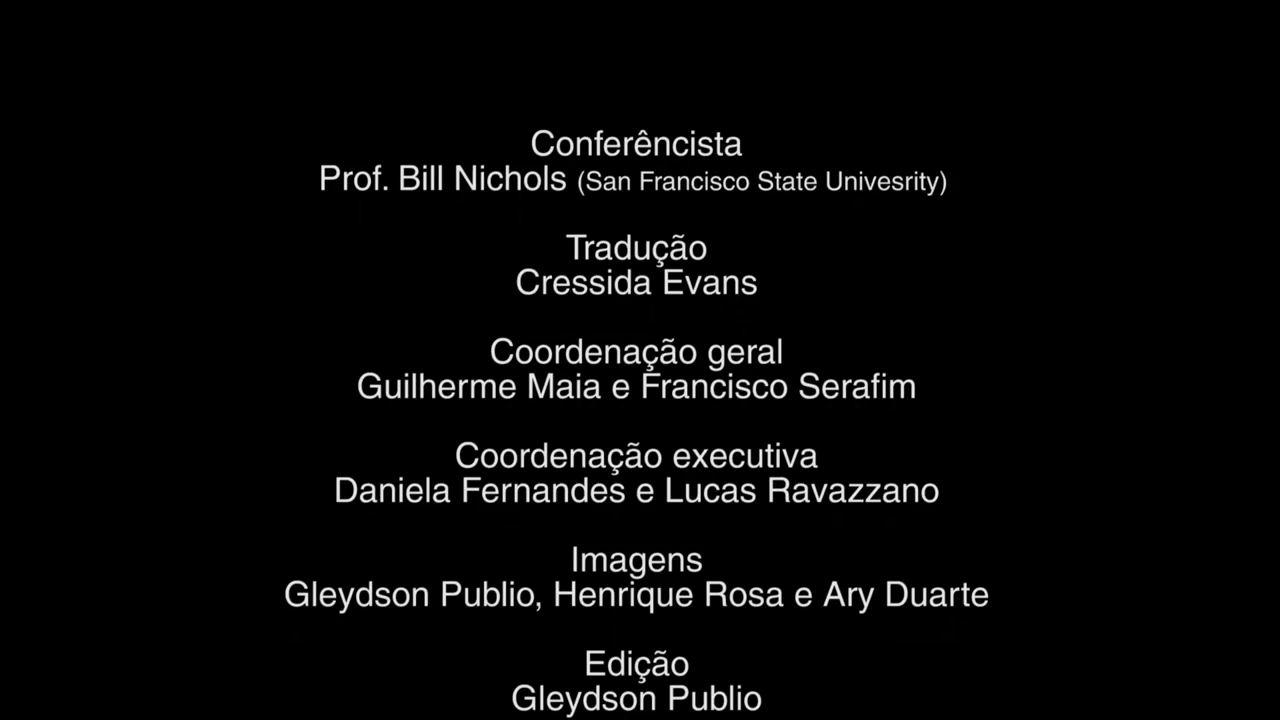 Conferêncista
Prof. Bill Nichols (San Francisco State Univesrity)
Tradução
Cressida Evans
Coordenação geral
Guilherme Maia e Francisco Serafim
Coordenação executiva
Daniela Fernandes e Lucas Ravazzano
Imagens
Gleydson Publio, Henrique Rosa e Ary Duarte
Edição
Gleydson Publio